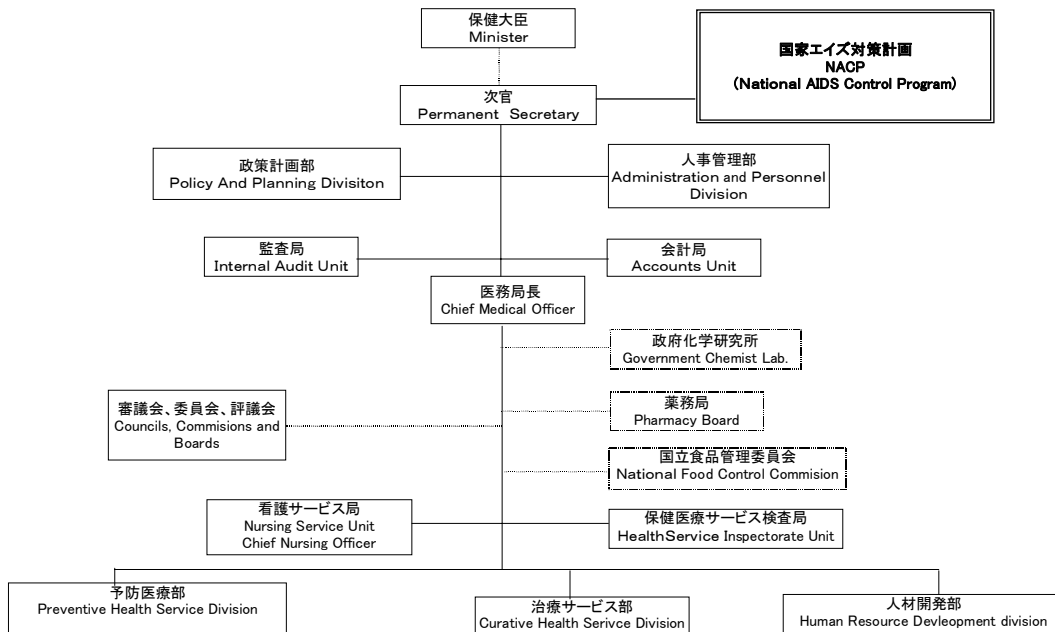 保健大臣
Minister
国家エイズ対策計画
NACP
(National AIDS Control Program)
次官
Permanent Secretary
政策計画部
Policy And Planning Divisiton
人事管理部
Administration and Personnel
Division
監査局
Internal Audit Unit
会計局
Accounts Unit
医務局長
Chief Medical Officer
政府化学研究所
Government Chemist Lab.
審議会、委員会、評議会
Councils, Commisions and
Boards
薬務局
Pharmacy Board
国立食品管理委員会
National Food Control Commision
看護サービス局
Nursing Service Unit
Chief Nursing Officer
保健医療サービス検査局
HealthService Inspectorate Unit
予防医療部
Preventive Health Service Division
治療サービス部
Curative Health Serivce Division
人材開発部
Human Resource Devleopment division